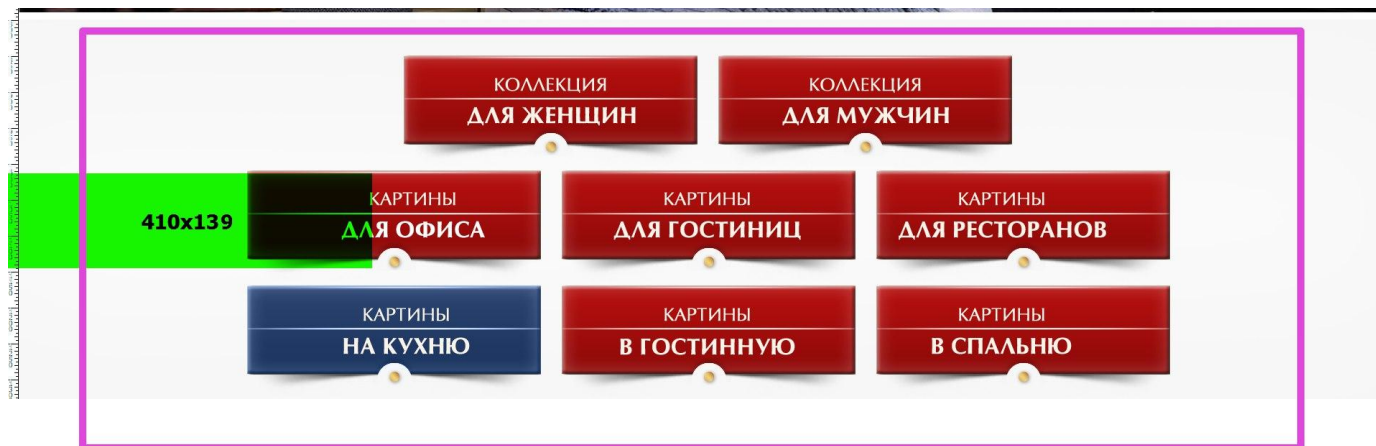 КОЛЛЕКЦИЯ
ДЛЯ ЖЕНЩИН
КОЛЛЕКЦИЯ
ДЛЯ МУЖЧИН
410x139
КАРТИНЫ
ДЛЯ ОФИСА
КАРТИНЫ
ДЛЯ ГОСТИНИЦ
КАРТИНЫ
ДЛЯ РЕСТОРАНОВ
КАРТИНЫ
НА КУХНЮ
КАРТИНЫ
В ГОСТИННУЮ
КАРТИНЫ
В СПАЛЬНЮ